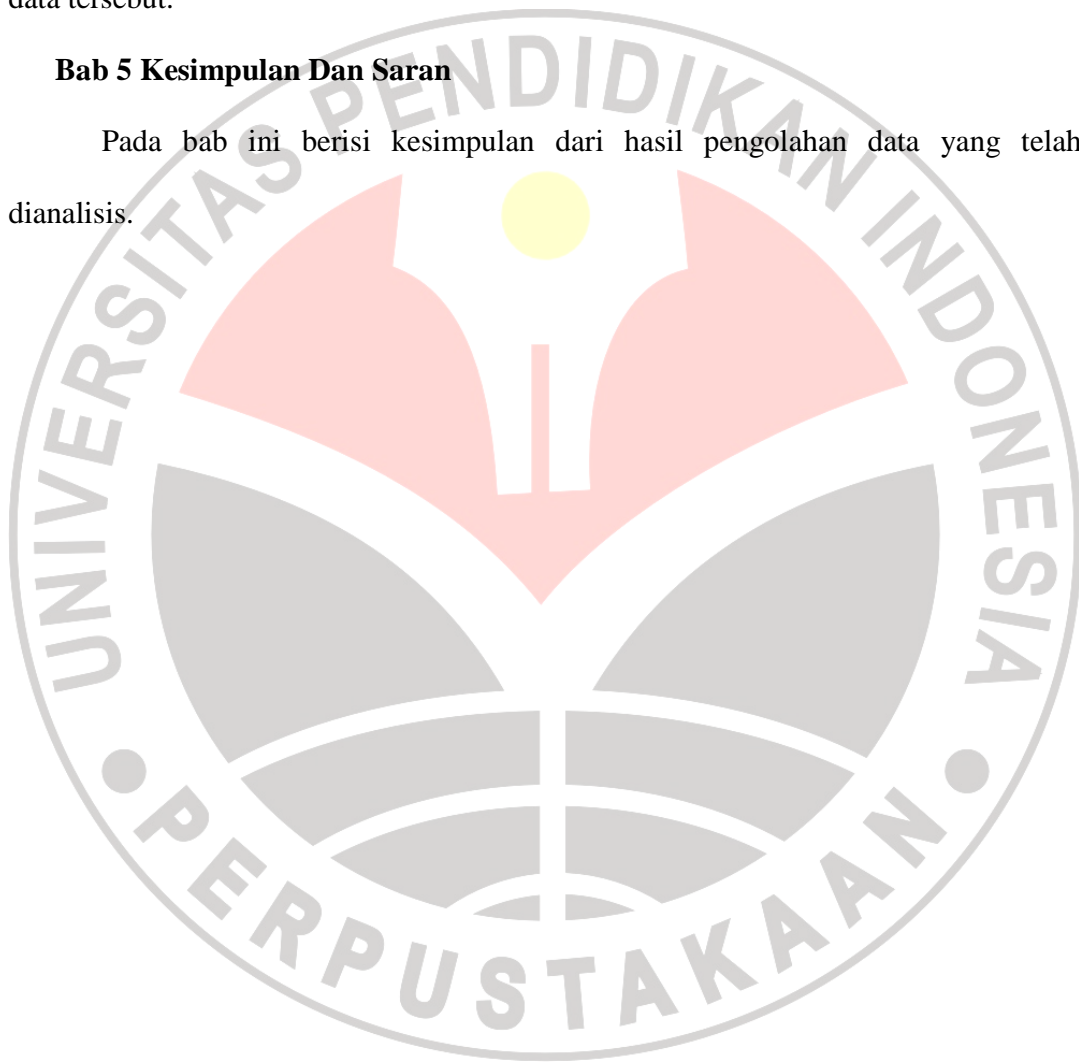 data tersebut.
Bab 5 Kesimpulan Dan Saran
Pada bab ini berisi kesimpulan dari hasil pengolahan data yang telah
dianalisis.
UNIVERSITAS PENDIDIKAN INDONESIA
PERPUSTAKAAN